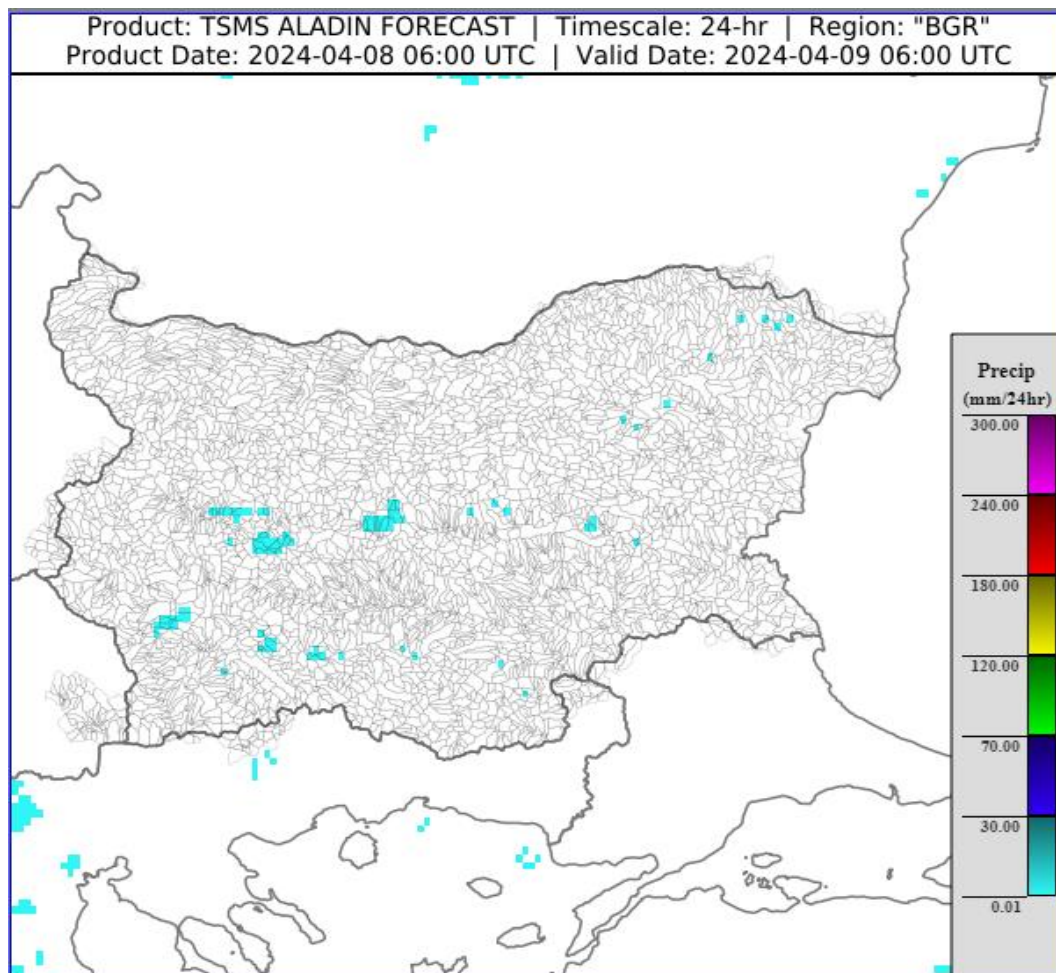 Product: TSMS ALADIN FORECAST | Timescale: 24-hr | Region: "BGR"
Product Date: 2024-04-08 06:00 UTC | Valid Date: 2024-04-09 06:00 UTC
Precip
(mm/24hr)
300.00
240.00
180.00
120.00
70.00
30.00
0.01